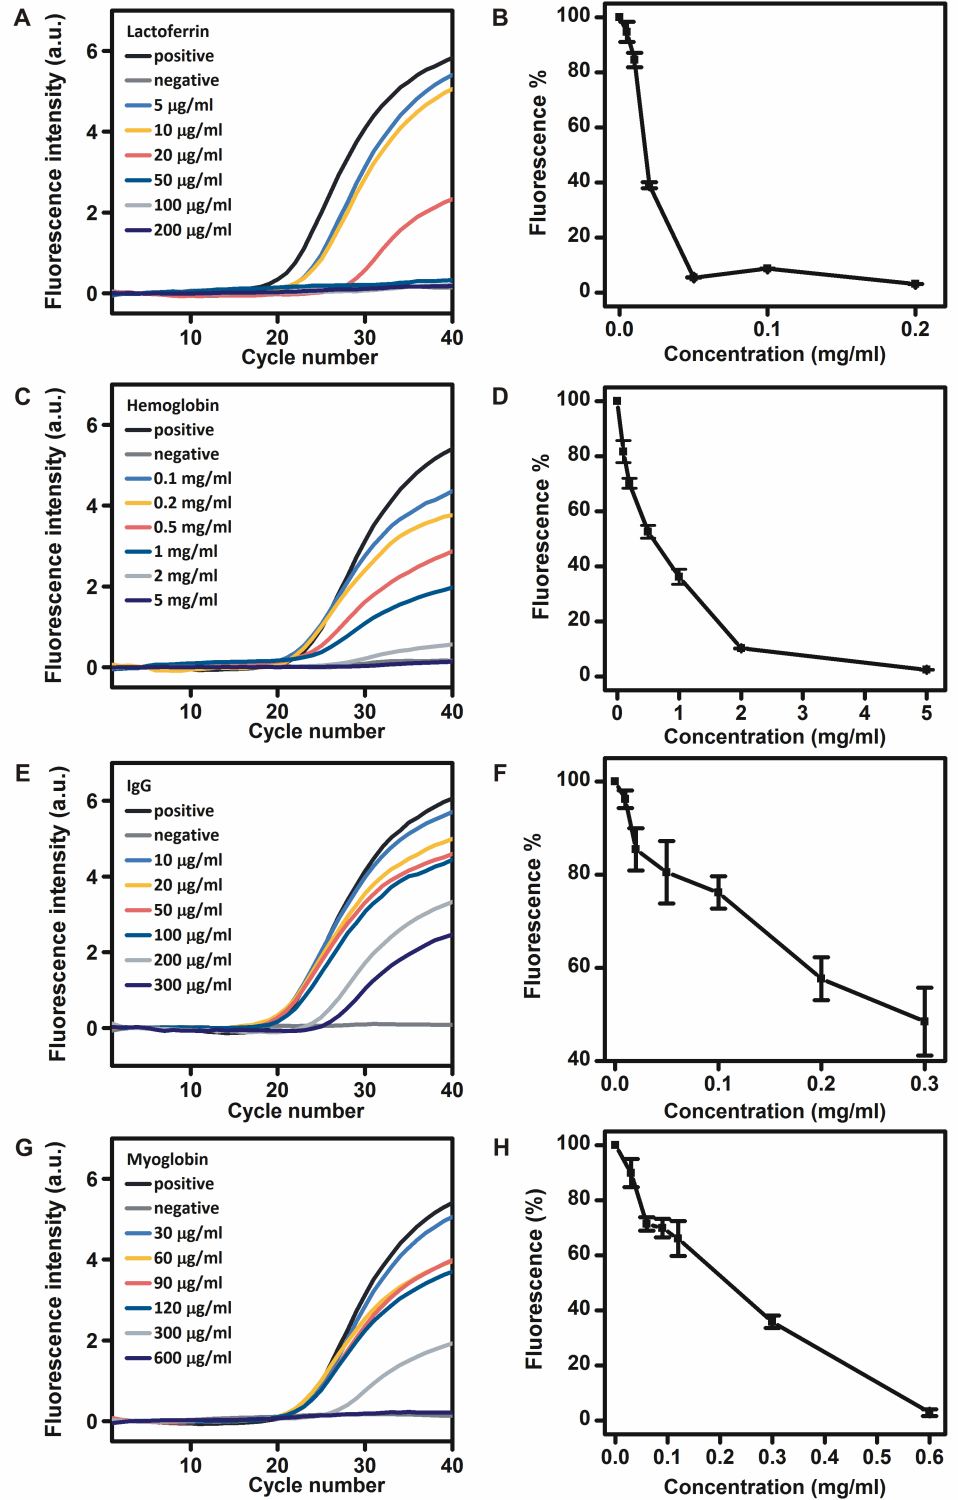 A
Fluorescence intensity (a.u.)
6
4
2
0
Lactoferrin
positive
negative
5 µg/ml
10 µg/ml
20 µg/ml
50 µg/ml
100 µg/ml
200 µg/ml
10
20
30
40
Cycle number
B
Fluorescence %
100
80
60
40
20
0
0.0
0.1
0.2
Concentration (mg/ml)
C
Fluorescence intensity (a.u.)
6
4
2
0
Hemoglobin
positive
negative
0.1 mg/ml
0.2 mg/ml
0.5 mg/ml
1 mg/ml
2 mg/ml
5 mg/ml
10
20
30
40
Cycle number
D
Fluorescence %
100
80
60
40
20
0
0
1
2
3
4
5
Concentration (mg/ml)
E
Fluorescence intensity (a.u.)
6
4
2
0
IgG
positive
negative
10 µg/ml
20 µg/ml
50 µg/ml
100 µg/ml
200 µg/ml
300 µg/ml
10
20
30
40
Cycle number
F
Fluorescence %
100
80
60
40
0.0
0.1
0.2
0.3
Concentration (mg/ml)
G
Fluorescence intensity (a.u.)
6
4
2
0
Myoglobin
positive
negative
30 µg/ml
60 µg/ml
90 µg/ml
120 µg/ml
300 µg/ml
600 µg/ml
10
20
30
40
Cycle number
H
Fluorescence (%)
100
80
60
40
20
0
0.0
0.1
0.2
0.3
0.4
0.5
0.6
Concentration (mg/ml)